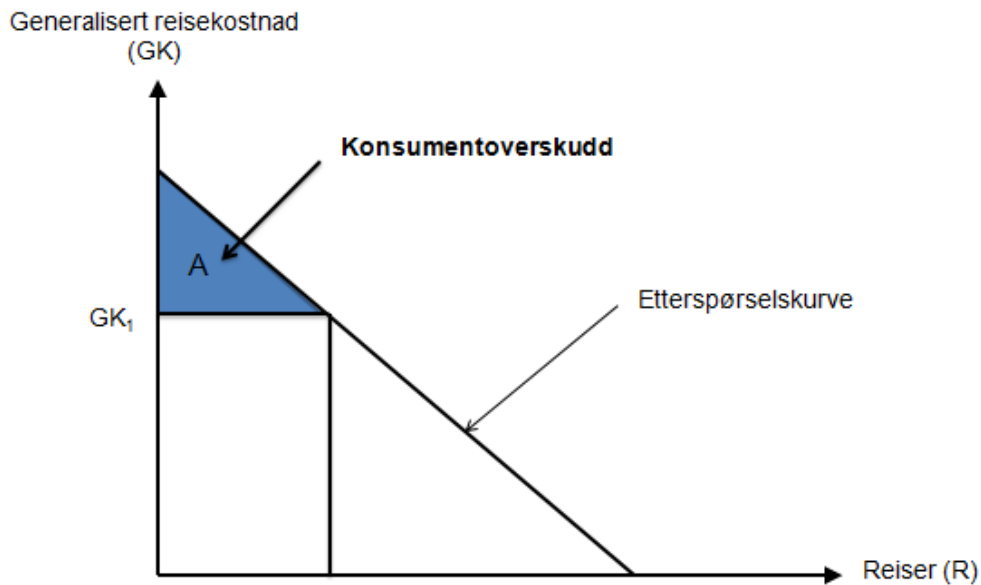 Generalisert reisekostnad
(GK)
Konsumentoverskudd
A
Etterspørselskurve
GK₁
Reiser (R)